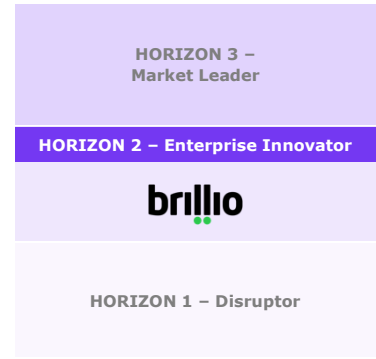 HORIZON 3 –
Market Leader
HORIZON 2 – Enterprise Innovator
brillio
HORIZON 1 – Disruptor